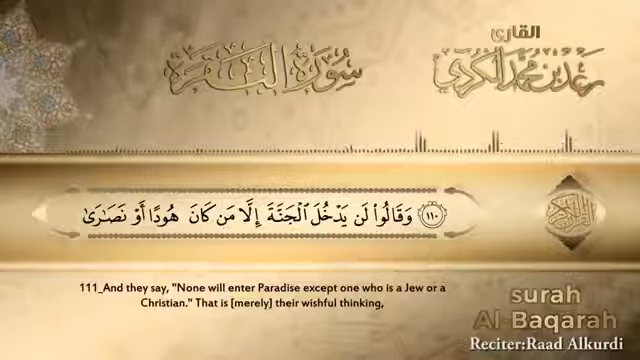 القارئ
رعد بن محمد الكردي
سورة البقرة
١١٠ وَقَالُوا۟ لَن يَدْخُلَ ٱلْجَنَّةَ إِلَّا مَن كَانَ هُودًا أَوْ نَصَٰرَىٰ
القرآن الكريم
111_And they say, "None will enter Paradise except one who is a Jew or a
Christian." That is [merely] their wishful thinking,
surah
Al-Baqarah
Reciter:Raad Alkurdi